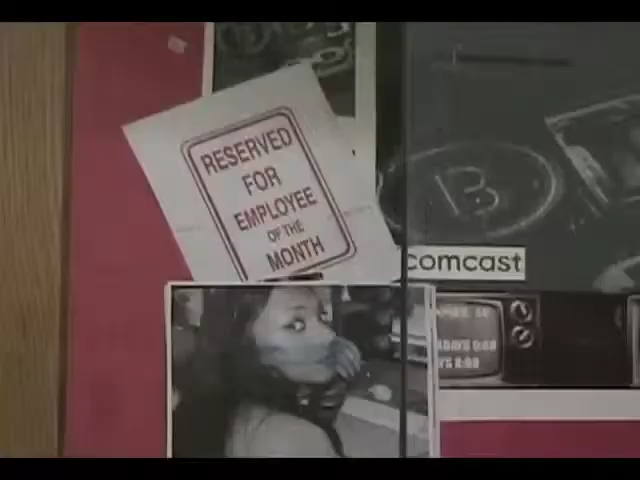 RESERVED
FOR
EMPLOYEE
OF THE
MONTH
B
comcast